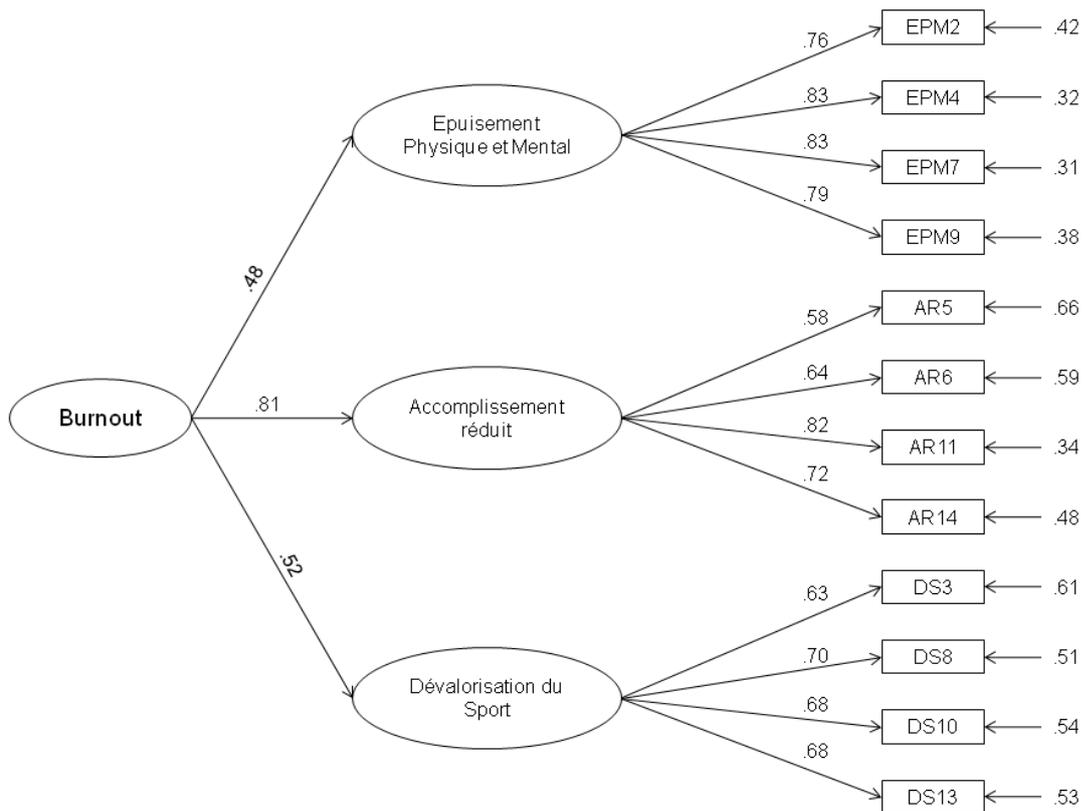 .76
EPM2
.42
.83
EPM4
.32
Epuisement
Physique et Mental
.83
EPM7
.31
.79
EPM9
.38
.48
.58
AR5
.66
.64
AR6
.59
Burnout
.81
Accomplissement
réduit
.82
AR11
.34
.72
AR14
.48
.52
.63
DS3
.61
.70
DS8
.51
Dévalorisation du
Sport
.68
DS10
.54
.68
DS13
.53